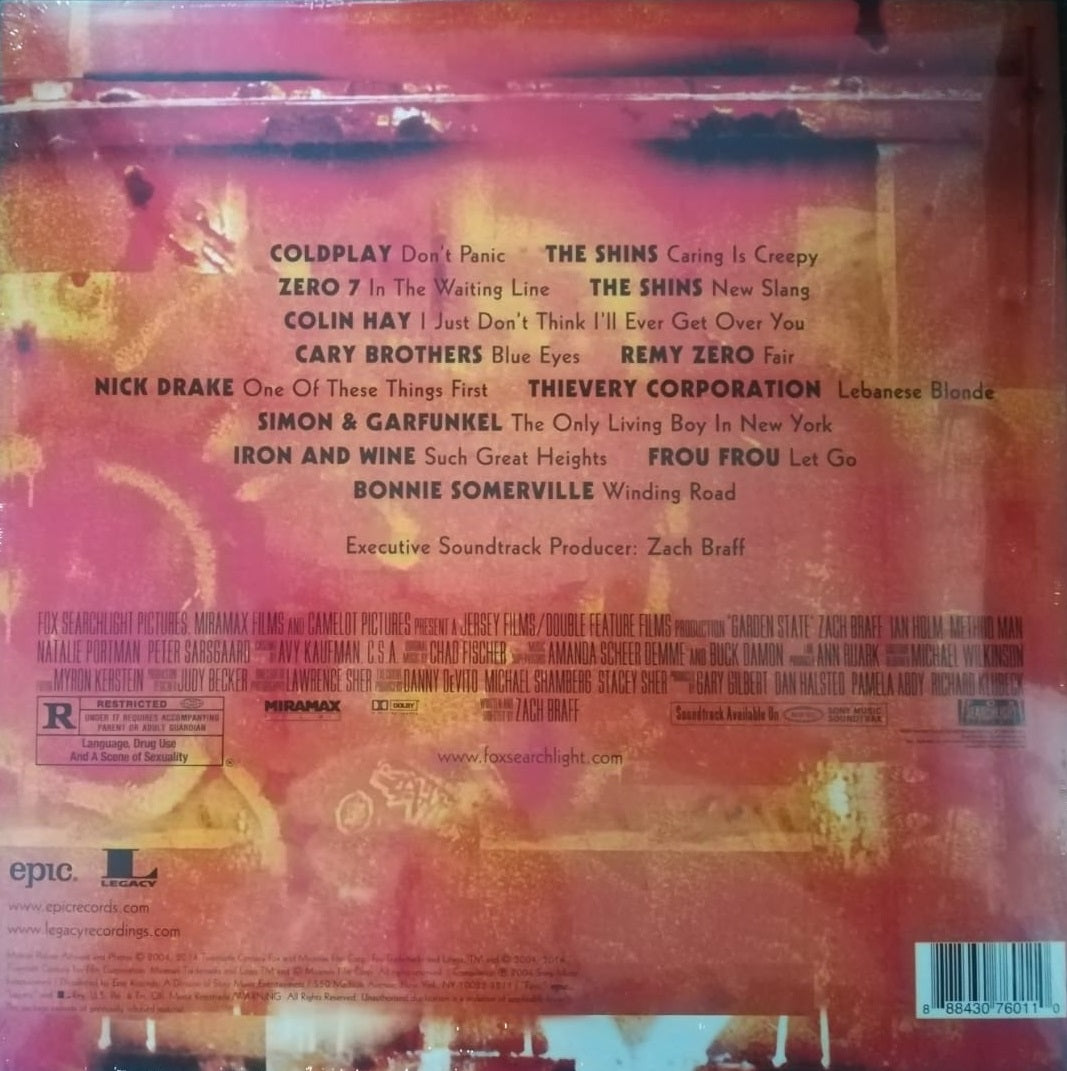 COLDPLAY Don't Panic THE SHINS Caring Is Creepy
ZERO 7 In The Waiting Line THE SHINS New Slang
COLIN HAY I Just Don't Think I'll Ever Get Over You
CARY BROTHERS Blue Eyes REMY ZERO Fair
NICK DRAKE One Of These Things First THIEVERY CORPORATION Lebanese Blonde
SIMON & GARFUNKEL The Only Living Boy In New York
IRON AND WINE Such Great Heights FROU FROU Let Go
BONNIE SOMERVILLE Winding Road
Executive Soundtrack Producer: Zach Braff
FOX SEARCHLIGHT PICTURES, MIRAMAX FILMS AND CAMELOT PICTURES PRESENT A JERSEY FILMS/DOUBLE FEATURE FILMS PRODUCTION "GARDEN STATE" ZACH BRAFF IAN HOLM METHOD MAN
NATALIE PORTMAN PETER SARSGAARD CASTING BY AVY KAUFMAN, C.S.A. CHAD FISCHER AMANDA SCHEER DEMME AND BUCK DAMON ANN RUARK MICHAEL WILKINSON
MYRON KERSTEIN JUDY BECKER LAWRENCE SHER DANNY DeVITO MICHAEL SHAMBERG STACEY SHER GARY GILBERT DAN HALSTED PAMELA ABDY RICHARD KLUBECK
R RESTRICTED
UNDER 17 REQUIRES ACCOMPANYING
PARENT OR ADULT GUARDIAN
Language, Drug Use
And A Scene of Sexuality ®
MIRAMAX DOLBY WRITTEN AND DIRECTED BY ZACH BRAFF
Soundtrack Available On epic SONY MUSIC SOUNDTRAX
SEARCHLIGHT
www.foxsearchlight.com
epic. L LEGACY
www.epicrecords.com
www.legacyrecordings.com
8 88430 76011 0